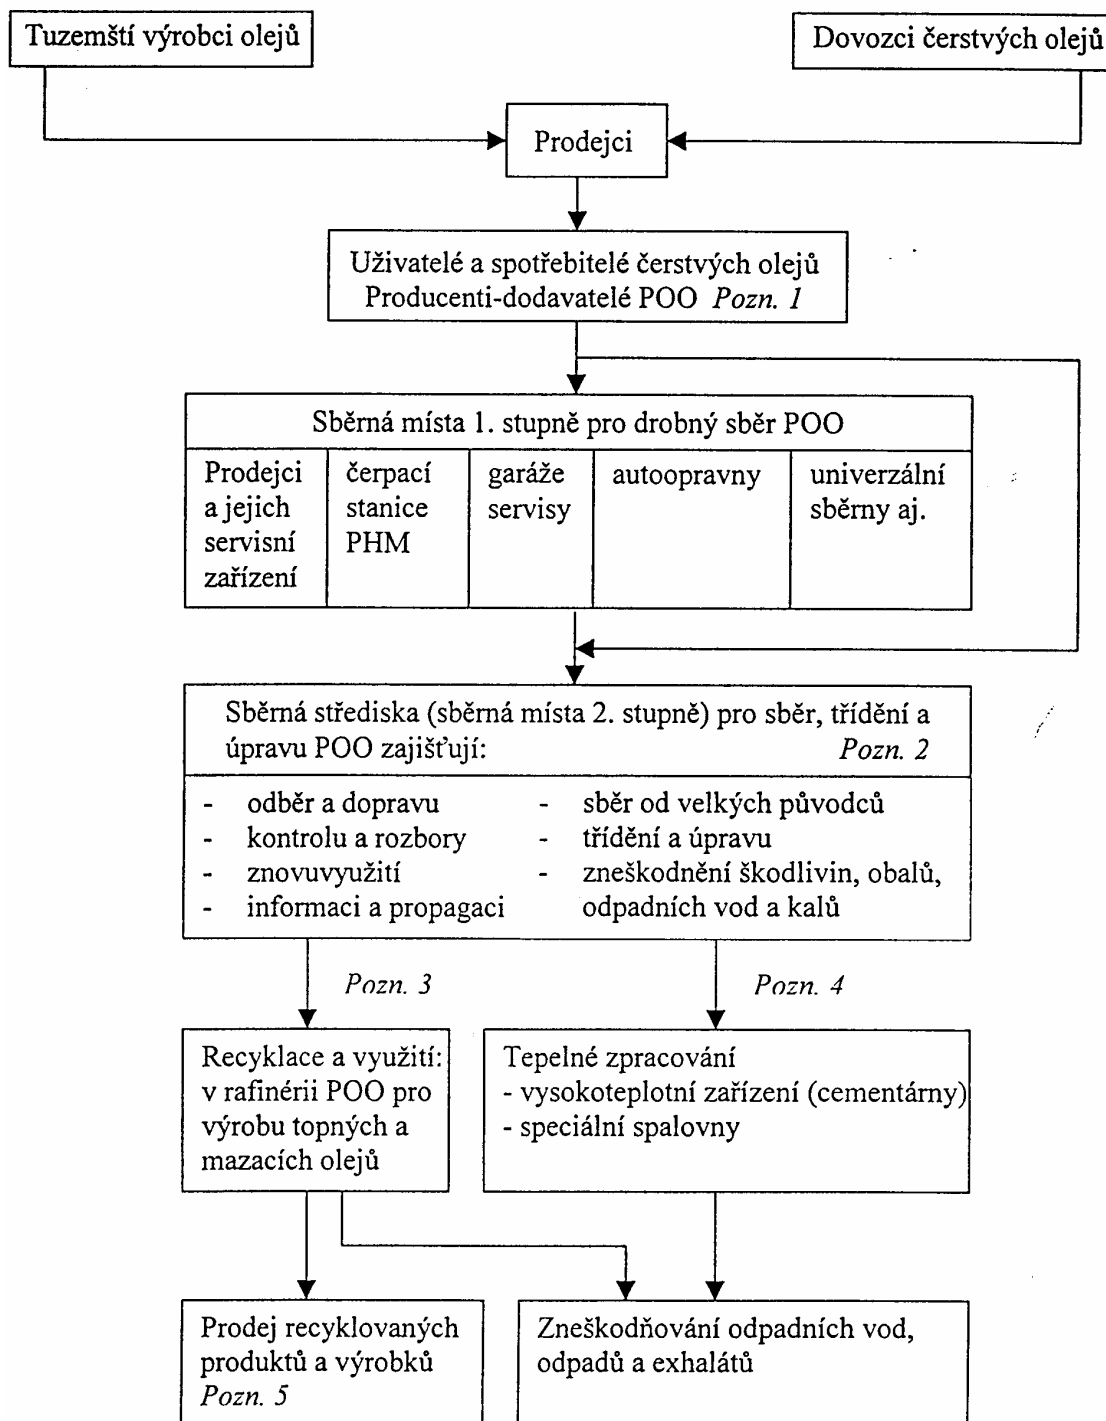 Tuzemští výrobci olejů
Dovozci čerstvých olejů
Prodejci
Uživatelé a spotřebitelé čerstvých olejů
Producenti-dodavatelé POO Pozn. 1
Sběrná místa 1. stupně pro drobný sběr POO
Prodejci
a jejich
servisní
zařízení
čerpací
stanice
PHM
garáže
servisy
autoopravny
univerzální
sběrny aj.
Sběrná střediska (sběrná místa 2. stupně) pro sběr, třídění a
úpravu POO zajišťují: Pozn. 2
- odběr a dopravu
- kontrolu a rozbory
- znovuvyužití
- informaci a propagaci
- sběr od velkých původců
- třídění a úpravu
- zneškodnění škodlivin, obalů,
odpadních vod a kalů
Pozn. 3
Pozn. 4
Recyklace a využití:
v rafinérii POO pro
výrobu topných a
mazacích olejů
Tepelné zpracování
- vysokoteplotní zařízení (cementárny)
- speciální spalovny
Prodej recyklovaných
produktů a výrobků
Pozn. 5
Zneškodňování odpadních vod,
odpadů a exhalátů